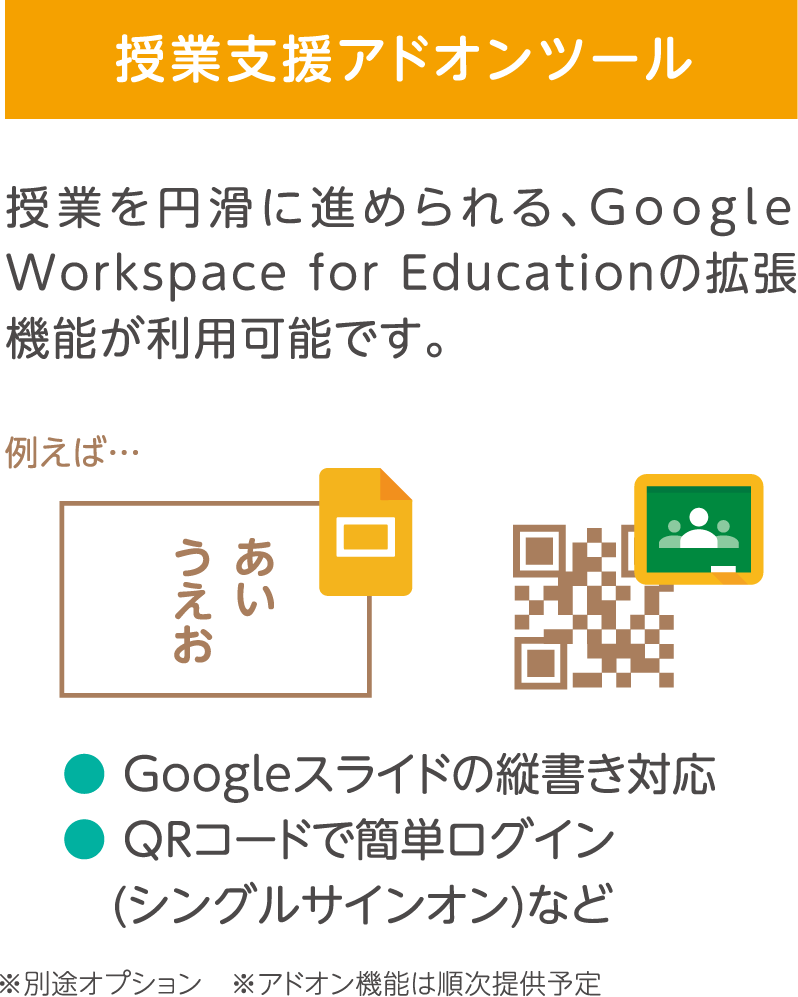 授業支援アドオンツール
授業を円滑に進められる、Google
Workspace for Educationの拡張
機能が利用可能です。
例えば…
あい
うえお
● Googleスライドの縦書き対応
● QRコードで簡単ログイン
(シングルサインオン)など
※別途オプション　※アドオン機能は順次提供予定